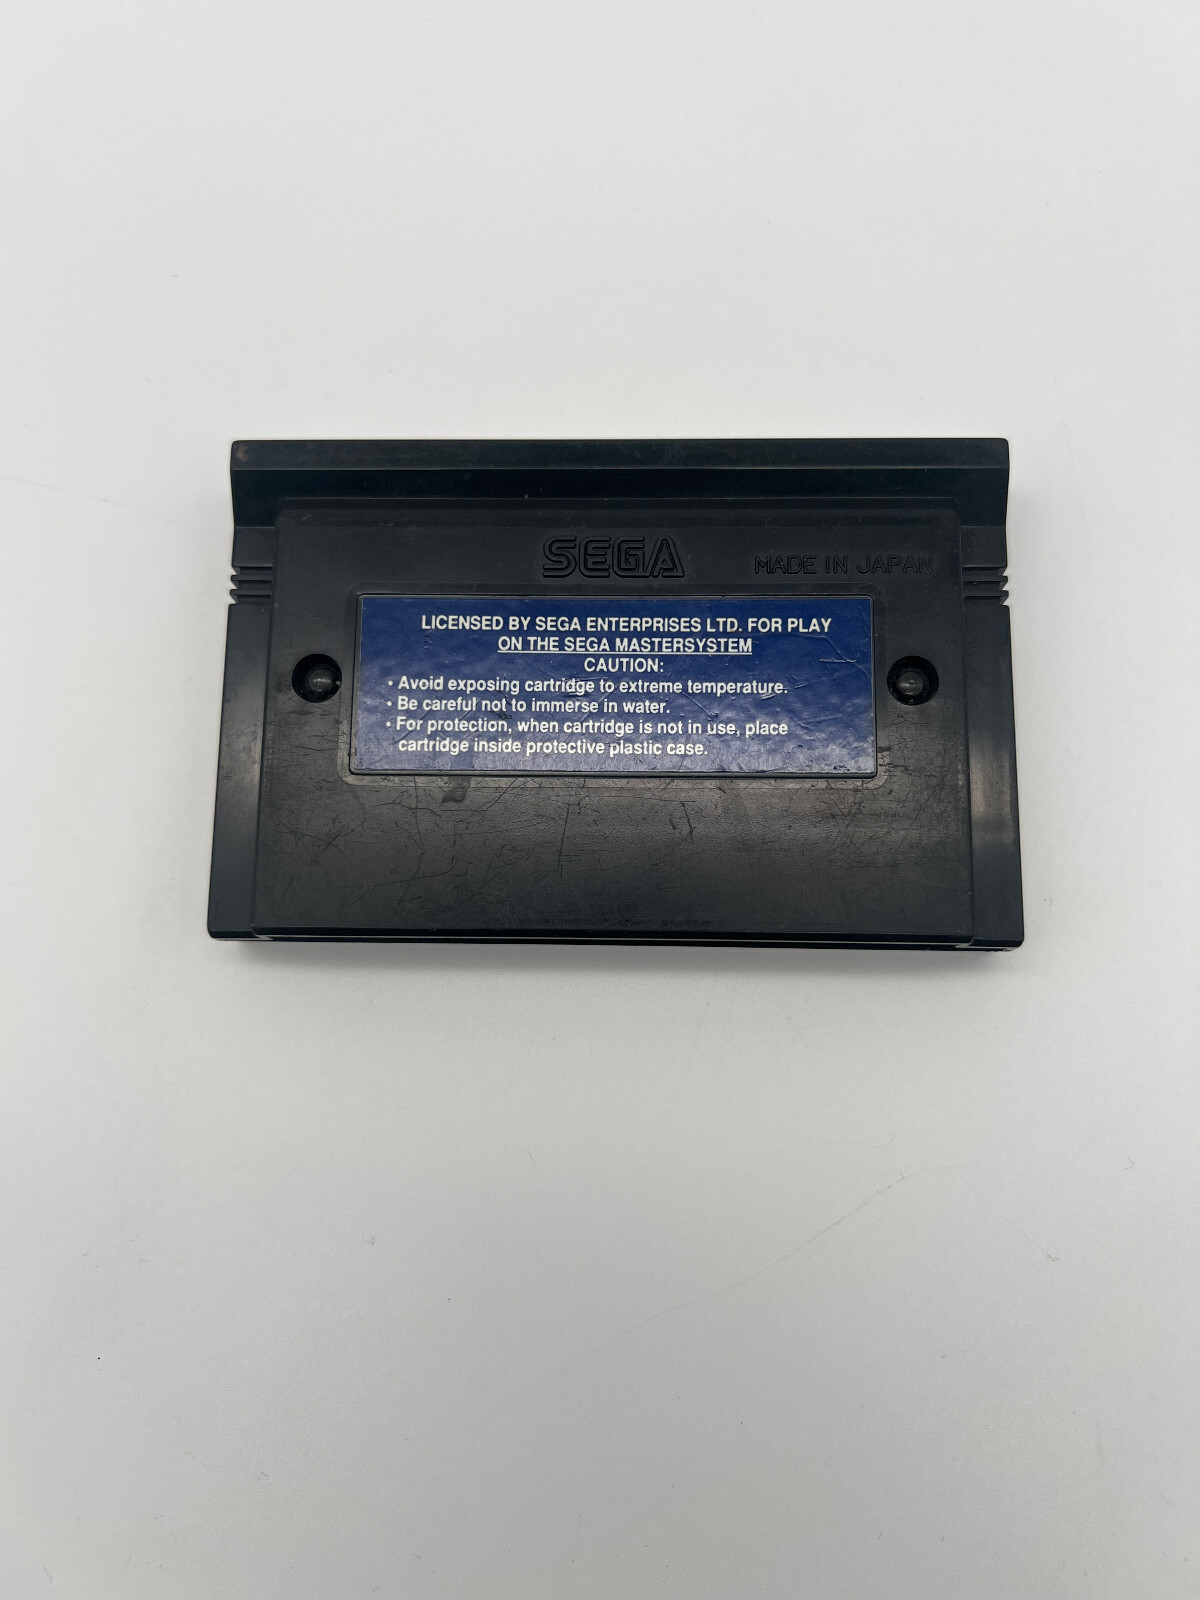 SEGA
MADE IN JAPAN
LICENSED BY SEGA ENTERPRISES LTD. FOR PLAY
ON THE SEGA MASTERSYSTEM
CAUTION:
• Avoid exposing cartridge to extreme temperature.
• Be careful not to immerse in water.
• For protection, when cartridge is not in use, place
cartridge inside protective plastic case.